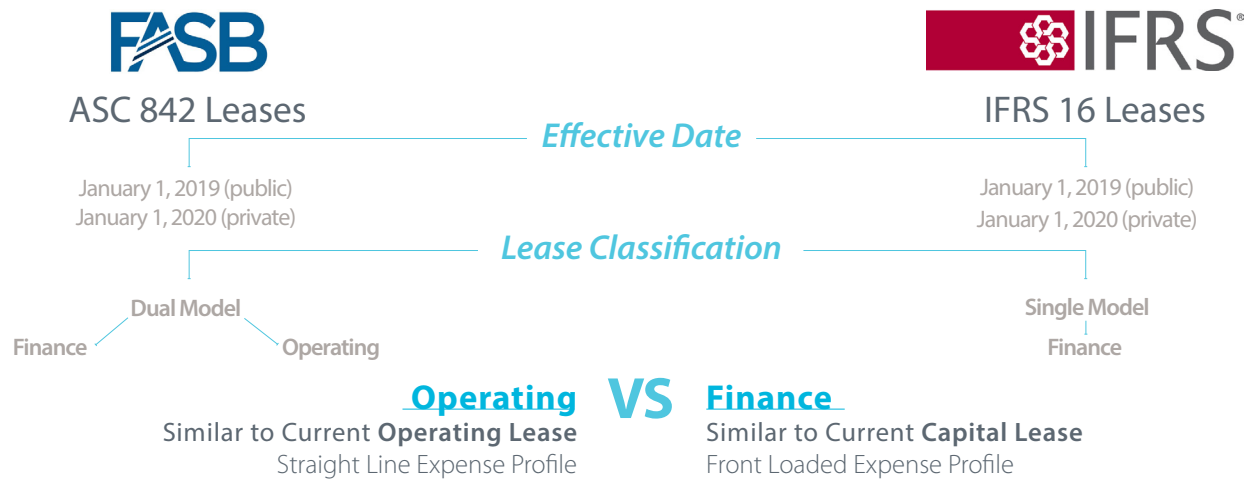 FASB
IFRS®
ASC 842 Leases
IFRS 16 Leases
Effective Date
January 1, 2019 (public)
January 1, 2020 (private)
January 1, 2019 (public)
January 1, 2020 (private)
Lease Classification
Dual Model
Finance
Operating
Single Model
Finance
Operating VS Finance
Similar to Current Operating Lease
Straight Line Expense Profile
Similar to Current Capital Lease
Front Loaded Expense Profile